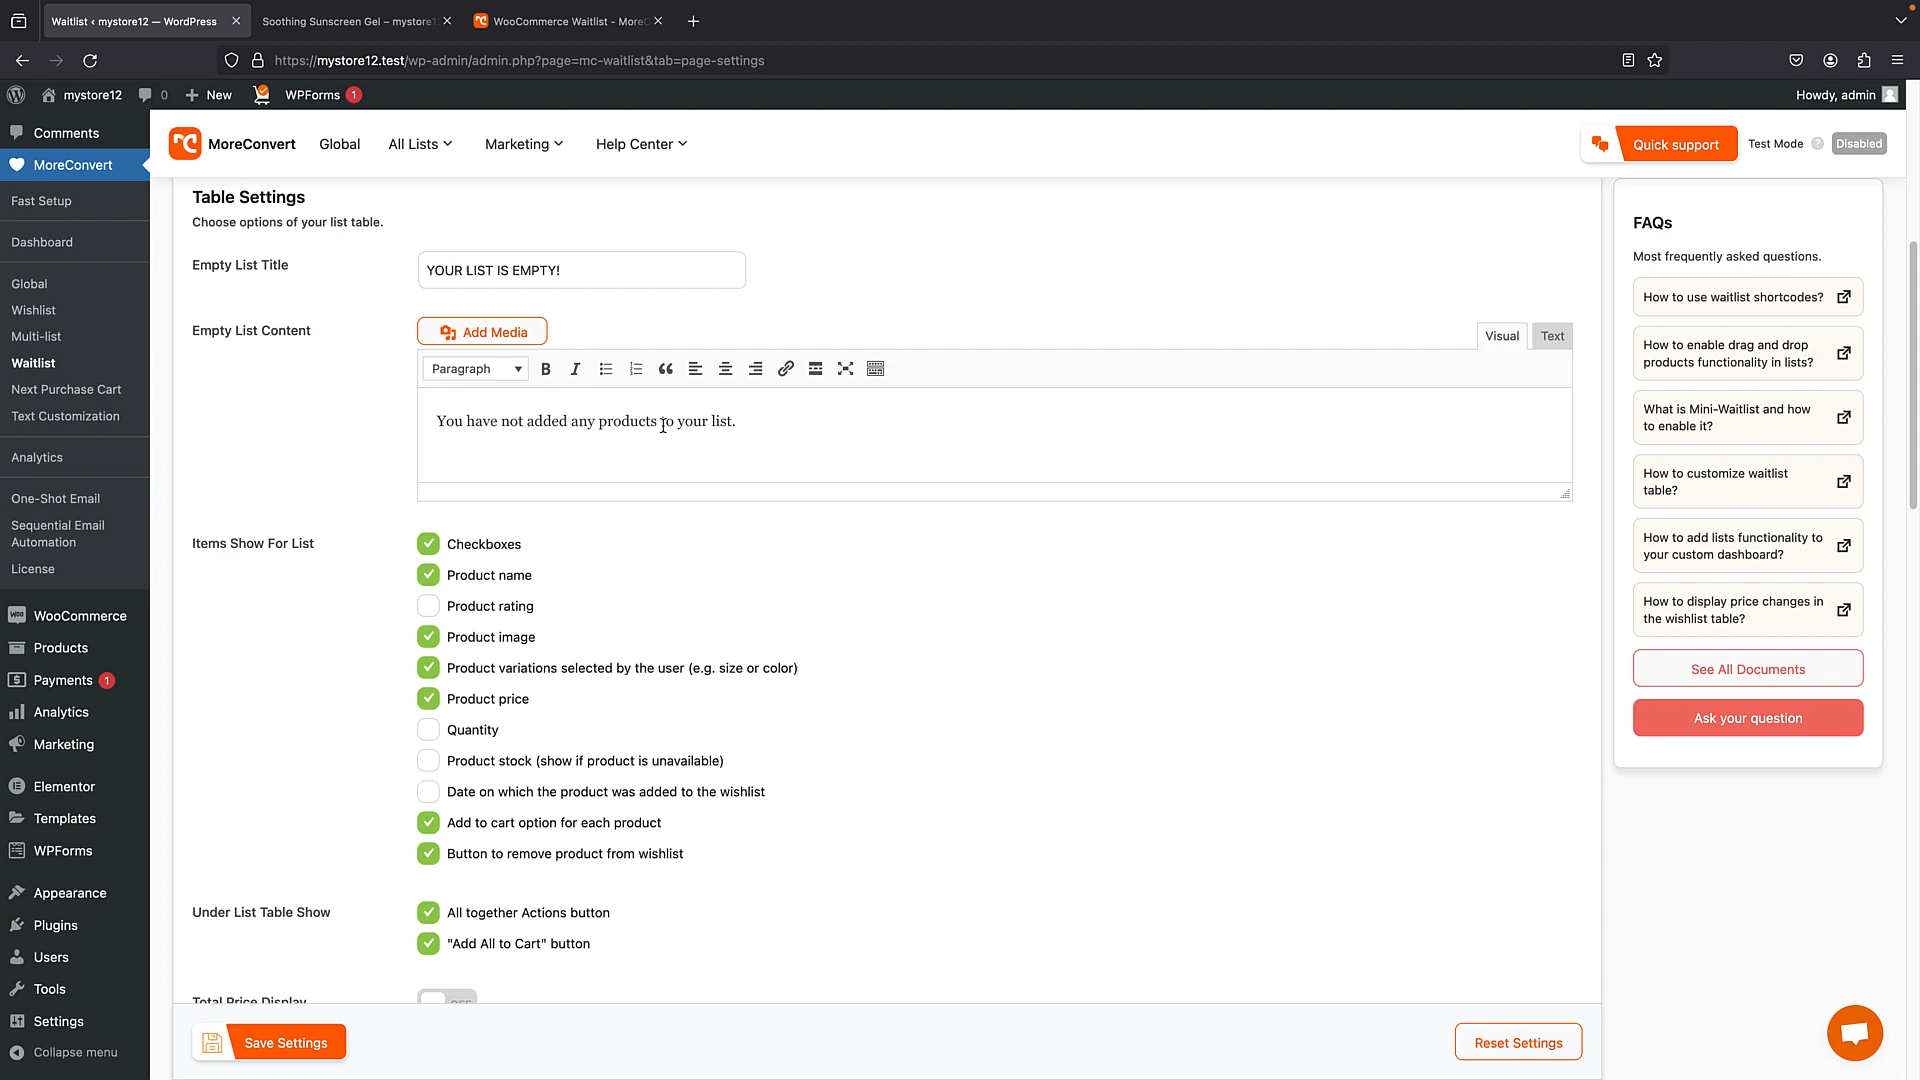 Waitlist ‹ mystore12 — WordPress
Soothing Sunscreen Gel – mystore12
WooCommerce Waitlist - MoreC
https://mystore12.test/wp-admin/admin.php?page=mc-waitlist&tab=page-settings
mystore12
0
New
WPForms 1
Howdy, admin
Comments
MoreConvert
Fast Setup
Dashboard
Global
Wishlist
Multi-list
Waitlist
Next Purchase Cart
Text Customization
Analytics
One-Shot Email
Sequential Email
Automation
License
WooCommerce
Products
Payments 1
Analytics
Marketing
Elementor
Templates
WPForms
Appearance
Plugins
Users
Tools
Settings
Collapse menu
MoreConvert
Global
All Lists
Marketing
Help Center
Quick support
Test Mode ?
Disabled
Table Settings
Choose options of your list table.
Empty List Title
YOUR LIST IS EMPTY!
Empty List Content
Add Media
Visual
Text
Paragraph
You have not added any products to your list.
Items Show For List
Checkboxes
Product name
Product rating
Product image
Product variations selected by the user (e.g. size or color)
Product price
Quantity
Product stock (show if product is unavailable)
Date on which the product was added to the wishlist
Add to cart option for each product
Button to remove product from wishlist
Under List Table Show
All together Actions button
"Add All to Cart" button
Total Price Display
OFF
Save Settings
Reset Settings
FAQs
Most frequently asked questions.
How to use waitlist shortcodes?
How to enable drag and drop
products functionality in lists?
What is Mini-Waitlist and how
to enable it?
How to customize waitlist
table?
How to add lists functionality to
your custom dashboard?
How to display price changes in
the wishlist table?
See All Documents
Ask your question